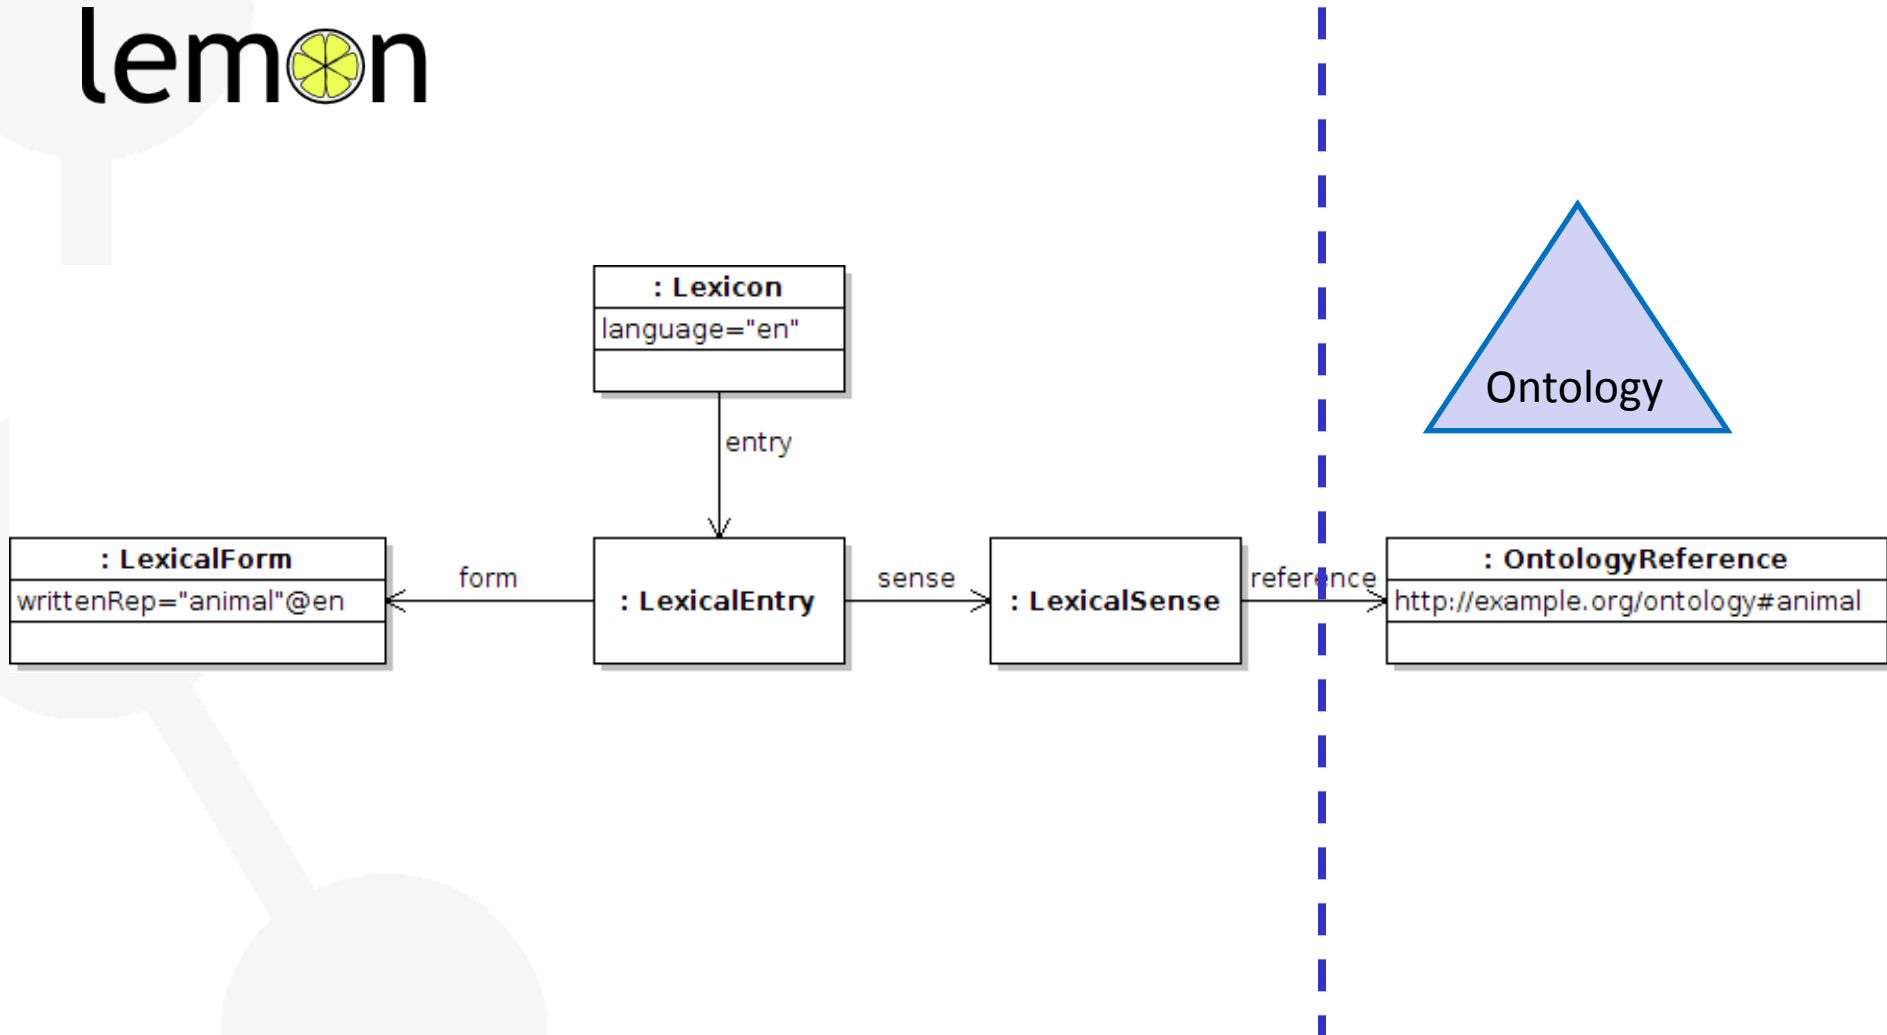 lemon
: Lexicon
language="en"
Ontology
entry
: LexicalForm
writtenRep="animal"@en
form
: LexicalEntry
sense
: LexicalSense
reference
: OntologyReference
http://example.org/ontology#animal